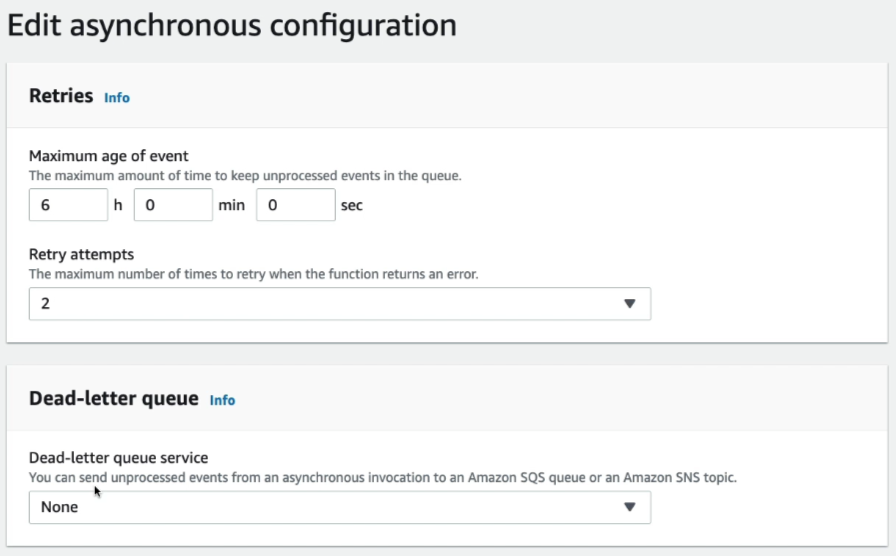 Edit asynchronous configuration
Retries Info
Maximum age of event
The maximum amount of time to keep unprocessed events in the queue.
6 h 0 min 0 sec
Retry attempts
The maximum number of times to retry when the function returns an error.
2
Dead-letter queue Info
Dead-letter queue service
You can send unprocessed events from an asynchronous invocation to an Amazon SQS queue or an Amazon SNS topic.
None